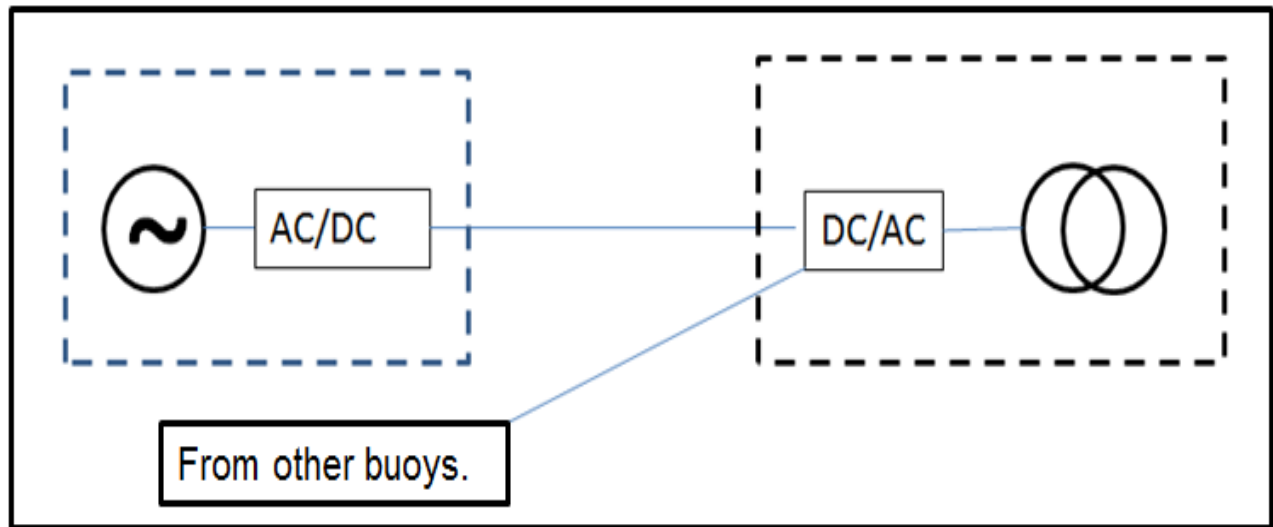 ~
AC/DC
DC/AC
From other buoys.